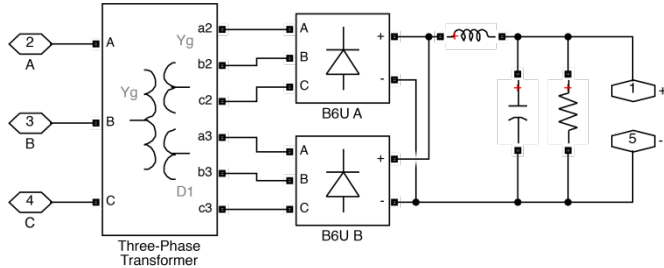 2
A
3
B
4
C
A
B
C
Yg
Yg
D1
a2
b2
c2
a3
b3
c3
Three-Phase
Transformer
A
B
C
+
-
B6U A
A
B
C
+
-
B6U B
+
+
+
1
+
5
-